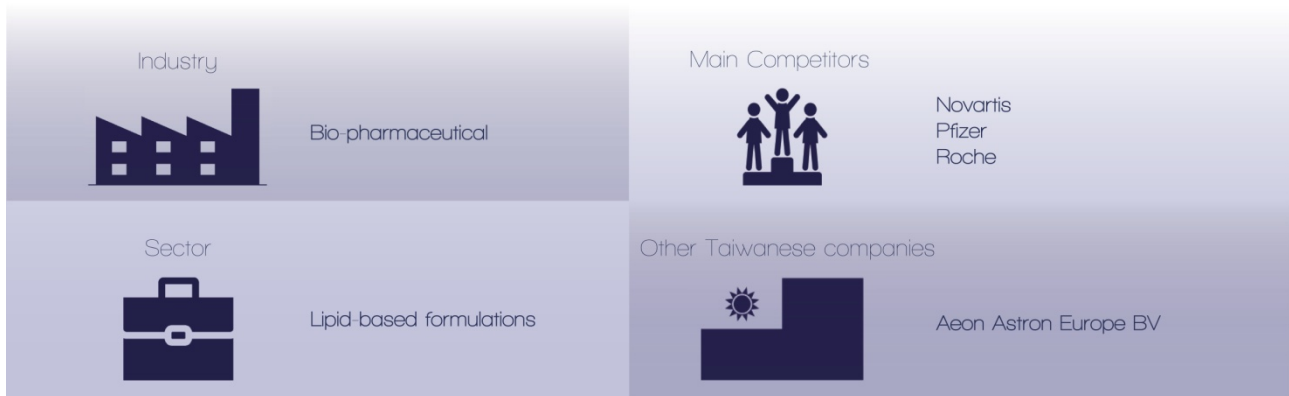 Industry
Bio-pharmaceutical
Main Competitors
Novartis
Pfizer
Roche
Sector
Lipid-based formulations
Other Taiwanese companies
Aeon Astron Europe BV